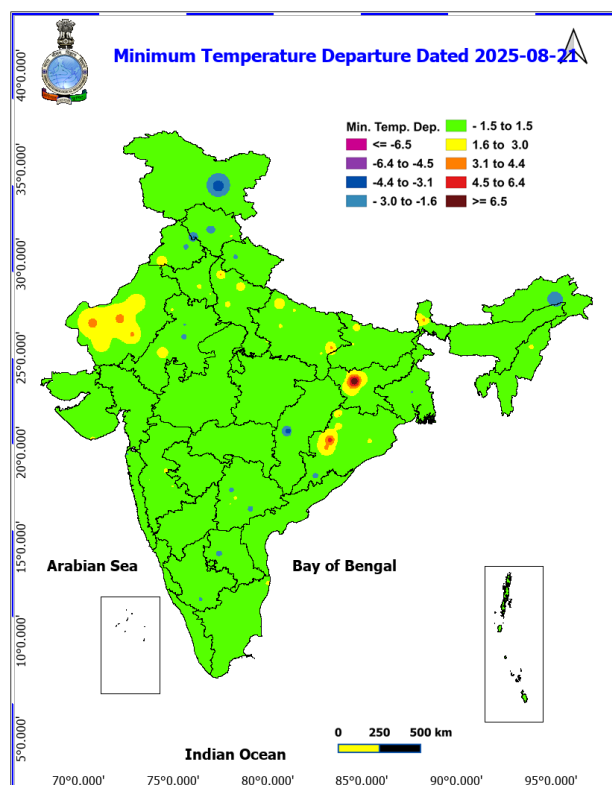 Minimum Temperature Departure Dated 2025-08-21
Min. Temp. Dep.
<= -6.5
-6.4 to -4.5
-4.4 to -3.1
- 3.0 to -1.6
- 1.5 to 1.5
1.6 to 3.0
3.1 to 4.4
4.5 to 6.4
>= 6.5
40°0.000'
35°0.000'
30°0.000'
25°0.000'
20°0.000'
15°0.000'
10°0.000'
5°0.000'
Arabian Sea
Bay of Bengal
Indian Ocean
0 250 500 km
70°0.000' 75°0.000' 80°0.000' 85°0.000' 90°0.000' 95°0.000'